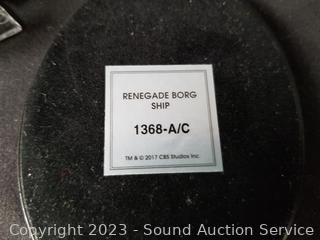 RENEGADE BORG
SHIP
1368-A/C
TM & © 2017 CBS Studios Inc.
Copyright 2023 - Sound Auction Service